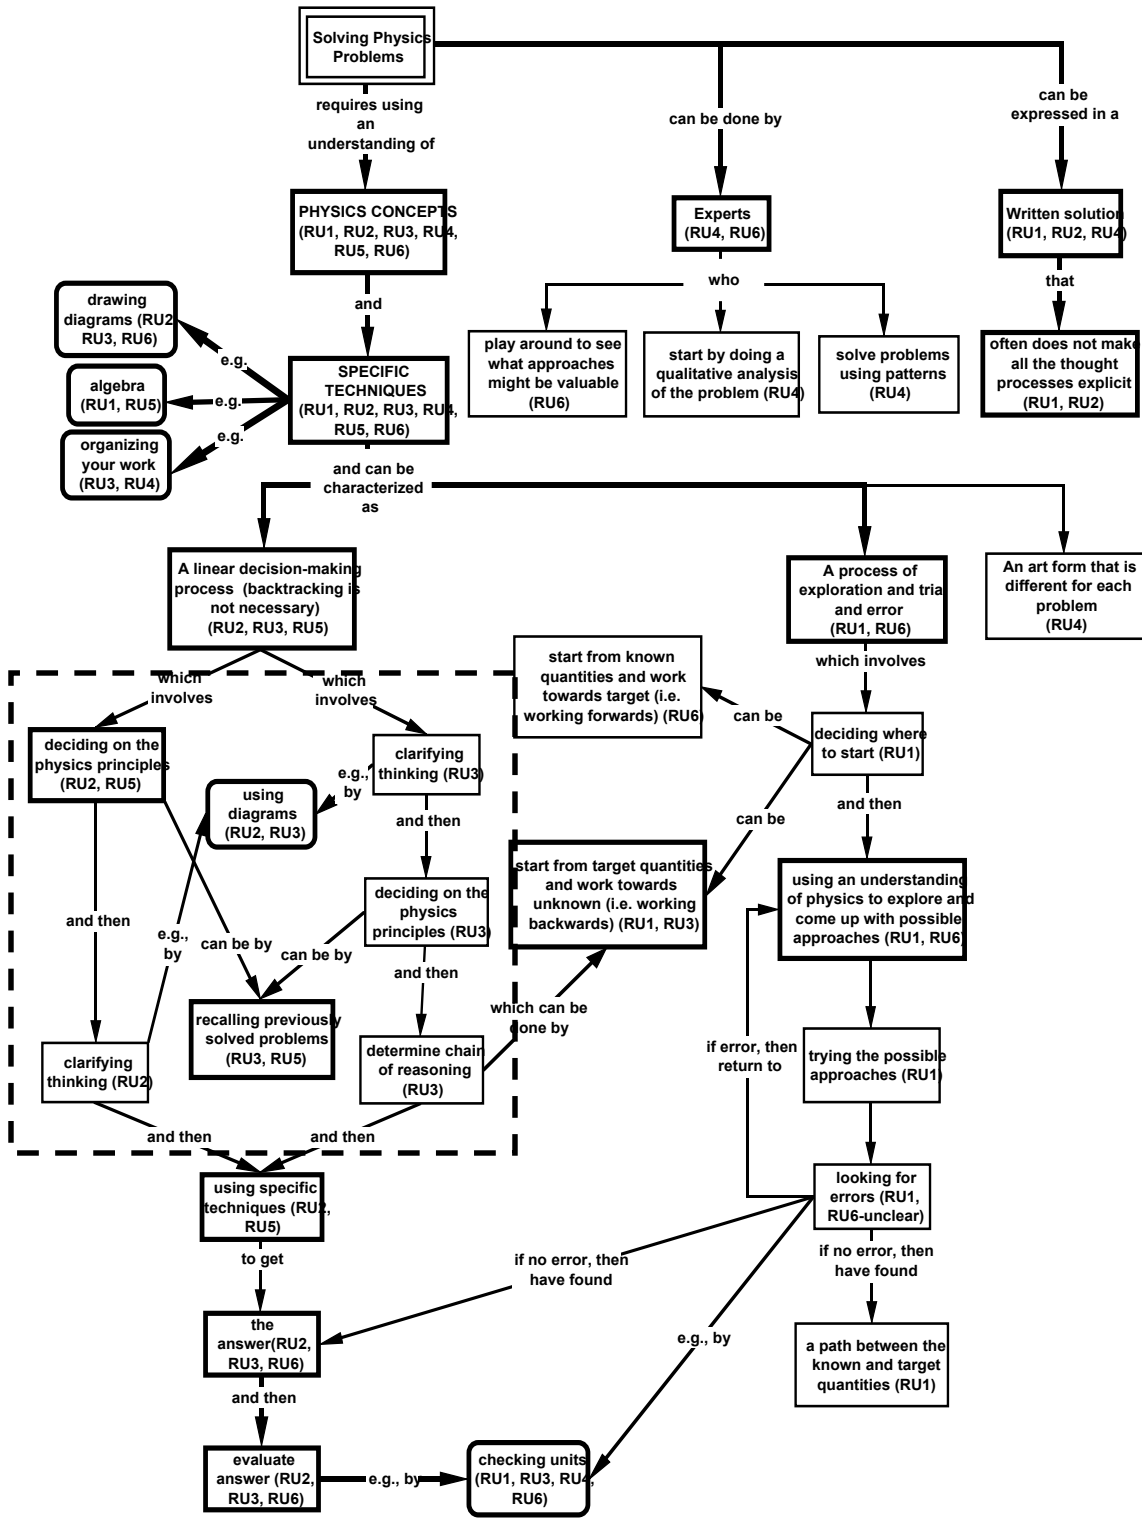 Solving Physics
Problems
requires using
an
understanding of
can be done by
can be
expressed in a
PHYSICS CONCEPTS
(RU1, RU2, RU3, RU4,
RU5, RU6)
Experts
(RU4, RU6)
Written solution
(RU1, RU2, RU4)
and
who
that
drawing
diagrams (RU2
RU3, RU6)
e.g.
algebra
(RU1, RU5)
e.g.
organizing
your work
(RU3, RU4)
e.g.
SPECIFIC
TECHNIQUES
(RU1, RU2, RU3, RU4,
RU5, RU6)
play around to see
what approaches
might be valuable
(RU6)
start by doing a
qualitative analysis
of the problem (RU4)
solve problems
using patterns
(RU4)
often does not make
all the thought
processes explicit
(RU1, RU2)
and can be
characterized
as
A linear decision-making
process (backtracking is
not necessary)
(RU2, RU3, RU5)
A process of
exploration and tria
and error
(RU1, RU6)
An art form that is
different for each
problem
(RU4)
which
involves
which
involves
start from known
quantities and work
towards target (i.e.
working forwards) (RU6)
which involves
can be
deciding where
to start (RU1)
deciding on the
physics principles
(RU2, RU5)
using
diagrams
(RU2, RU3)
e.g.,
by
clarifying
thinking (RU3)
and then
can be
and then
start from target quantities
and work towards
unknown (i.e. working
backwards) (RU1, RU3)
using an understanding
of physics to explore and
come up with possible
approaches (RU1, RU6)
deciding on the
physics
principles (RU3)
and then
e.g.,
by
can be by
can be by
and then
which can be
done by
recalling previously
solved problems
(RU3, RU5)
clarifying
thinking (RU2)
determine chain
of reasoning
(RU3)
if error, then
return to
trying the possible
approaches (RU1)
and then
and then
using specific
techniques (RU2,
RU5)
looking for
errors (RU1,
RU6-unclear)
to get
if no error, then
have found
if no error, then
have found
the
answer(RU2,
RU3, RU6)
e.g., by
a path between the
known and target
quantities (RU1)
and then
evaluate
answer (RU2,
RU3, RU6)
e.g., by
checking units
(RU1, RU3, RU4,
RU6)